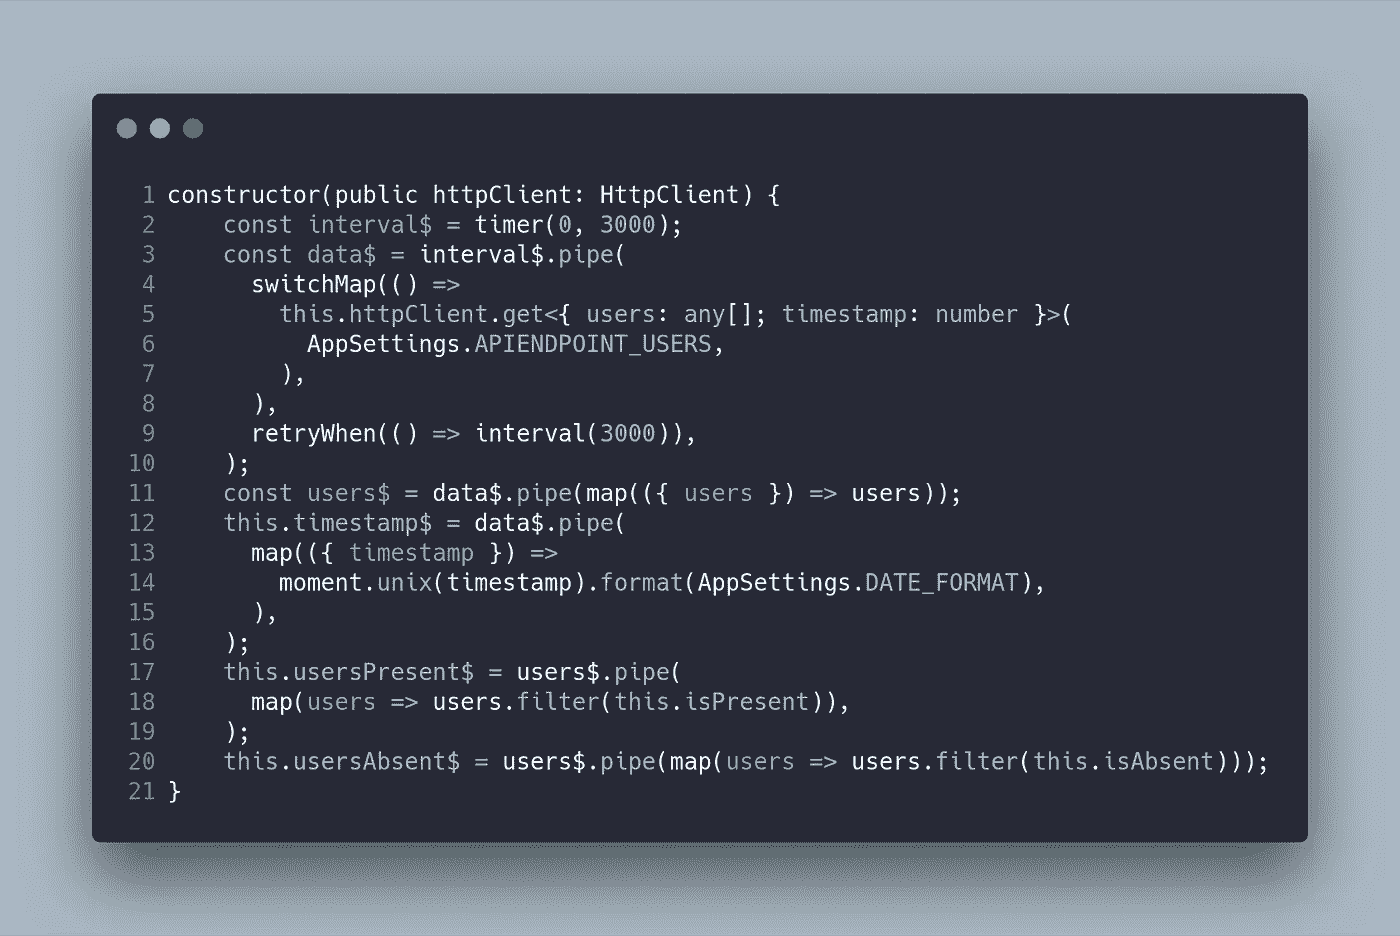 1 constructor(public httpClient: HttpClient) {
2     const interval$ = timer(0, 3000);
3     const data$ = interval$.pipe(
4       switchMap(() =>
5         this.httpClient.get<{ users: any[]; timestamp: number }>(
6           AppSettings.APIENDPOINT_USERS,
7         ),
8       ),
9       retryWhen(() => interval(3000)),
10     );
11     const users$ = data$.pipe(map(({ users }) => users));
12     this.timestamp$ = data$.pipe(
13       map(({ timestamp }) =>
14         moment.unix(timestamp).format(AppSettings.DATE_FORMAT),
15       ),
16     );
17     this.usersPresent$ = users$.pipe(
18       map(users => users.filter(this.isPresent)),
19     );
20     this.usersAbsent$ = users$.pipe(map(users => users.filter(this.isAbsent)));
21 }